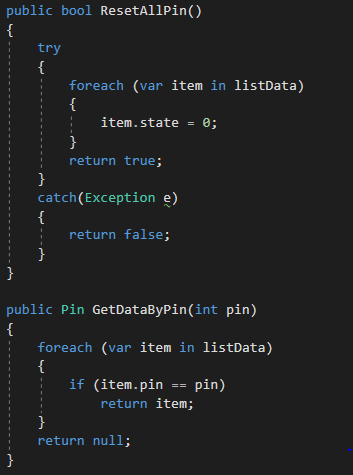 public bool ResetAllPin()
{
    try
    {
        foreach (var item in listData)
        {
            item.state = 0;
        }
        return true;
    }
    catch(Exception e)
    {
        return false;
    }
}

public Pin GetDataByPin(int pin)
{
    foreach (var item in listData)
    {
        if (item.pin == pin)
            return item;
    }
    return null;
}